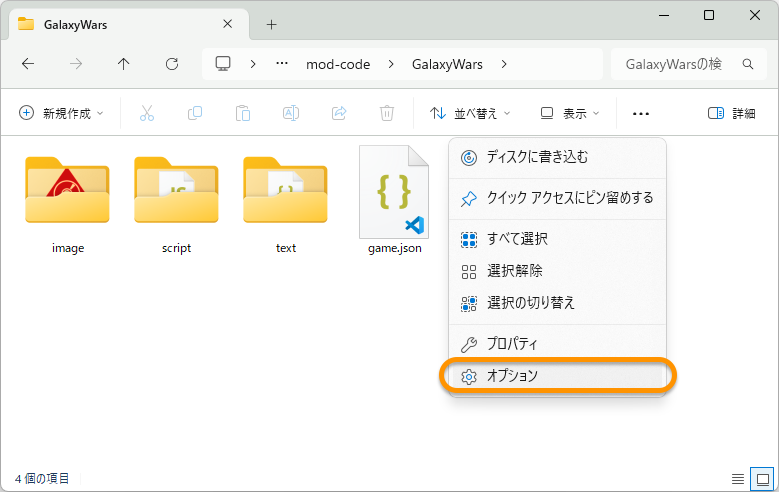 GalaxyWars
mod-code
GalaxyWars
GalaxyWarsの検
新規作成
並べ替え
表示
詳細
ディスクに書き込む
クイック アクセスにピン留めする
すべて選択
選択解除
選択の切り替え
プロパティ
オプション
image
script
text
game.json
4 個の項目